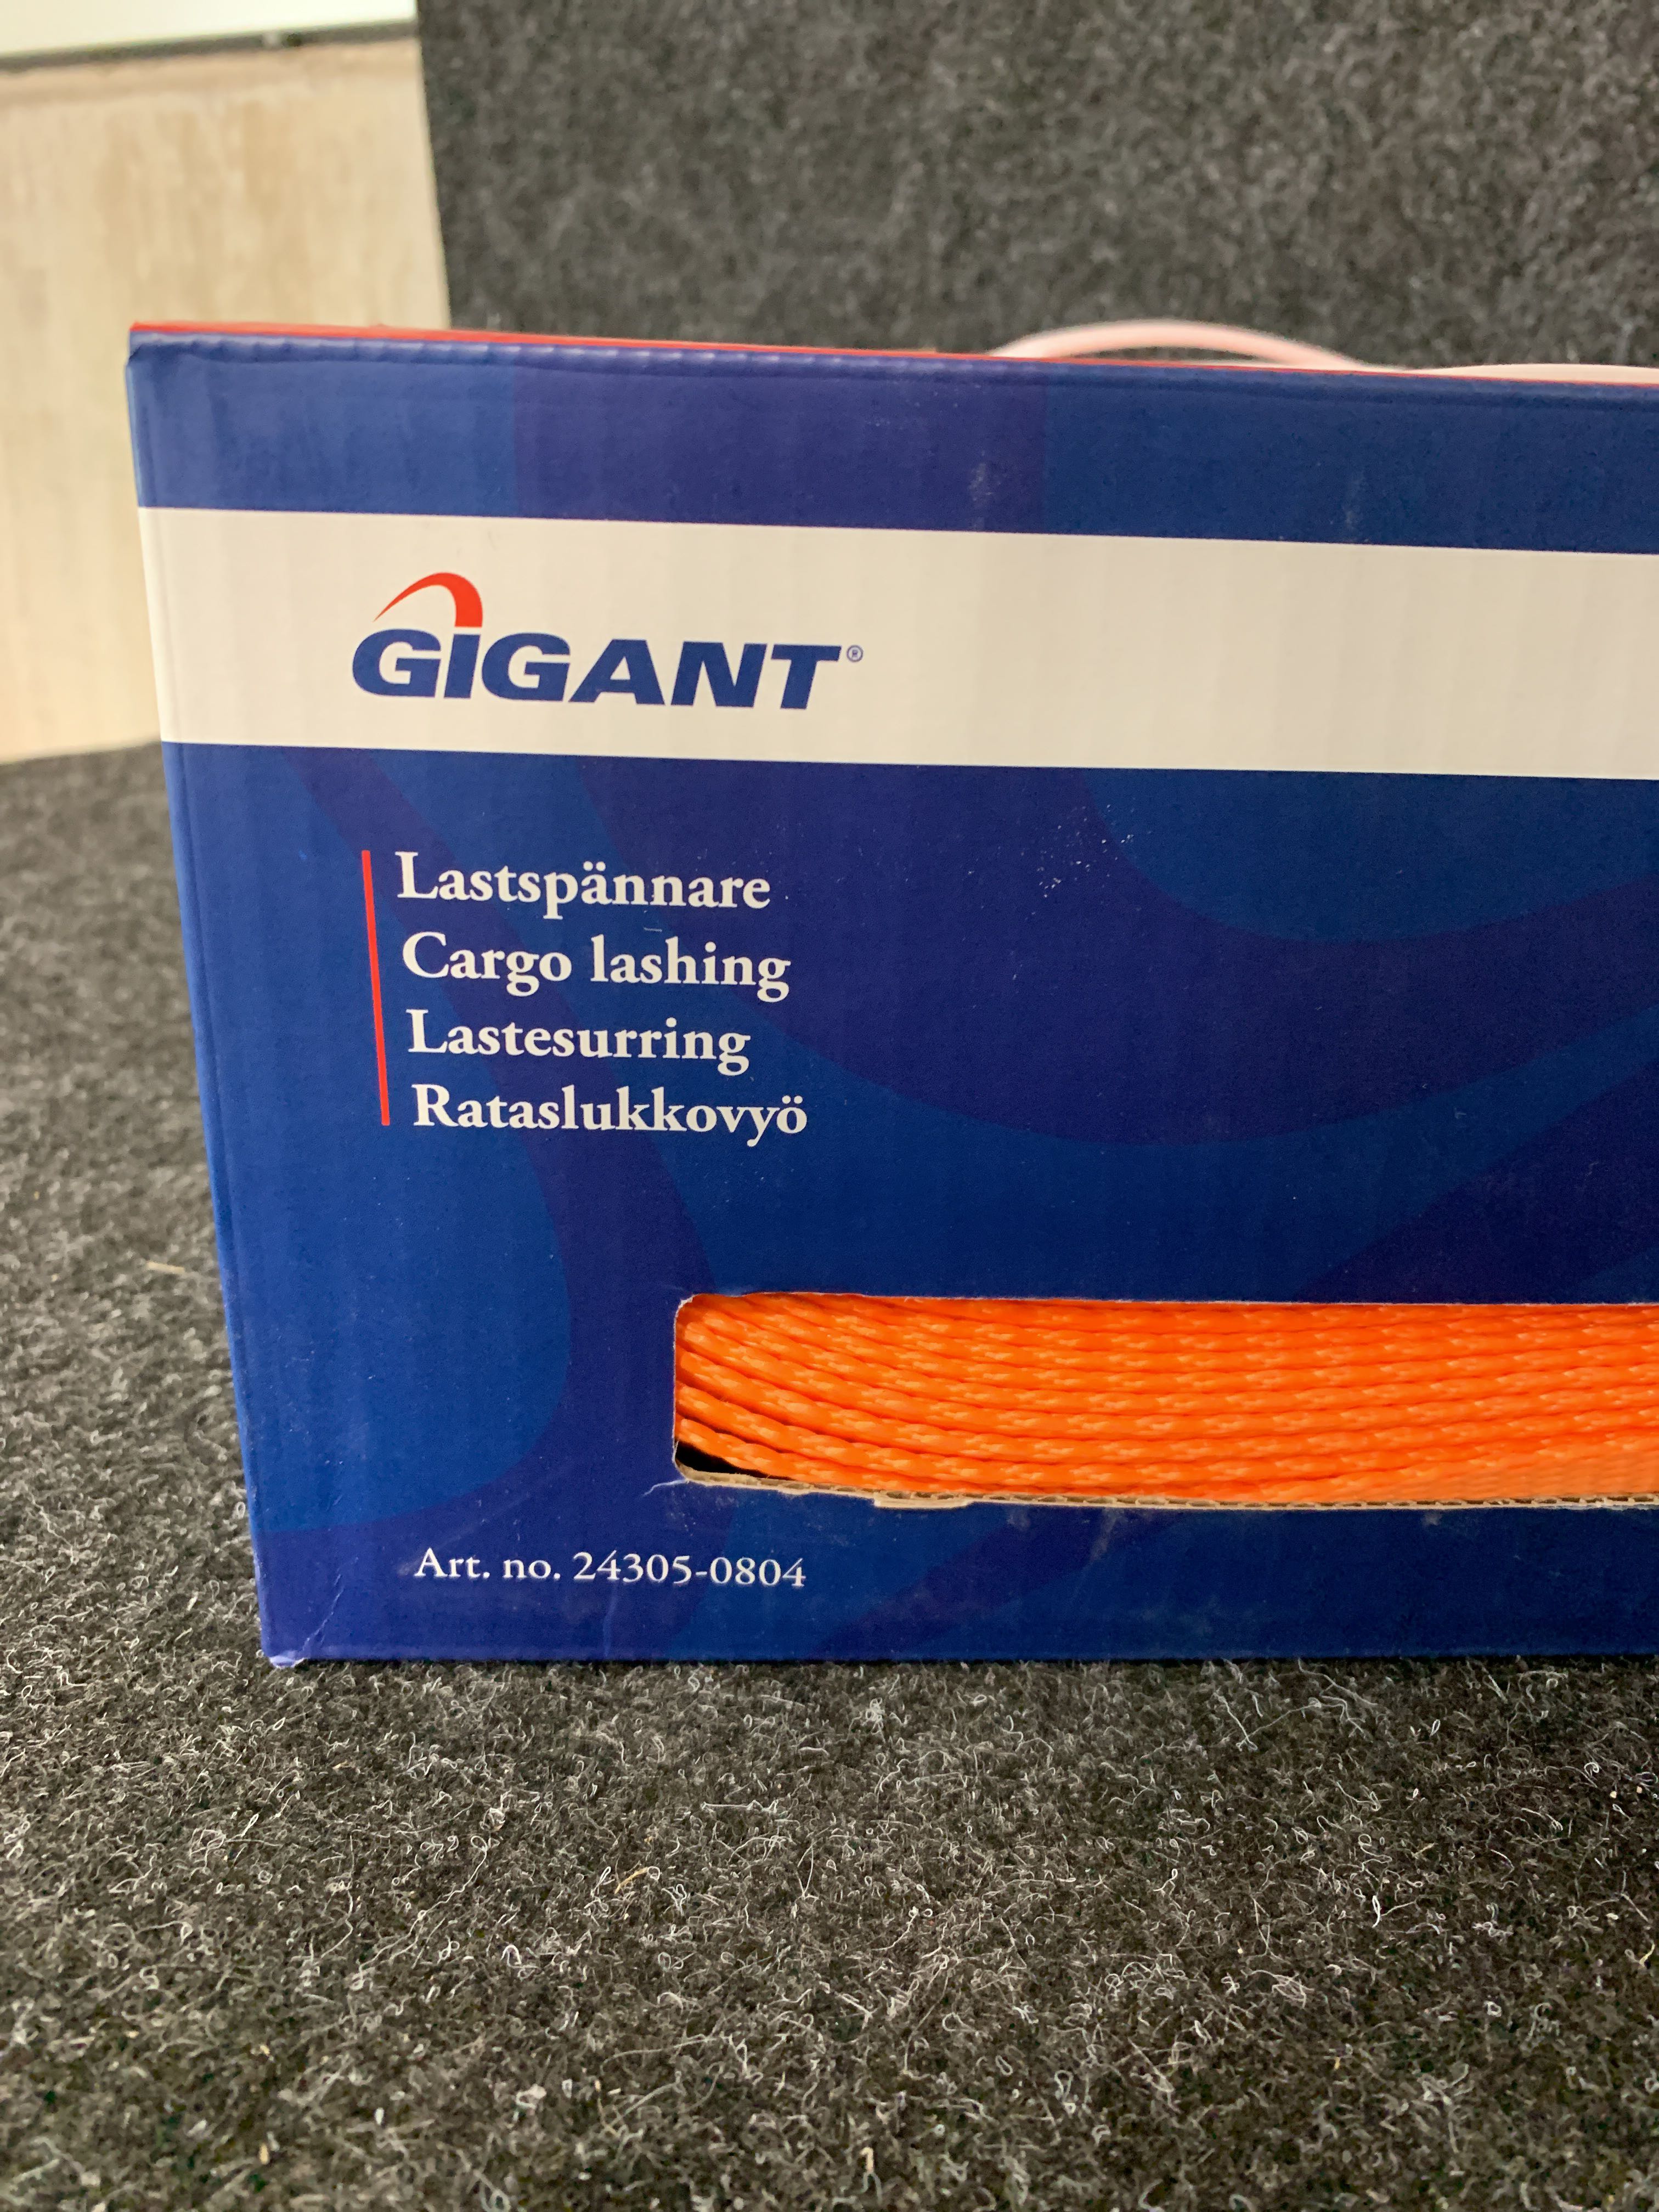 GIGANT®
Lastspännare
Cargo lashing
Lastesurring
Rataslukkovyö
Art. no. 24305-0804